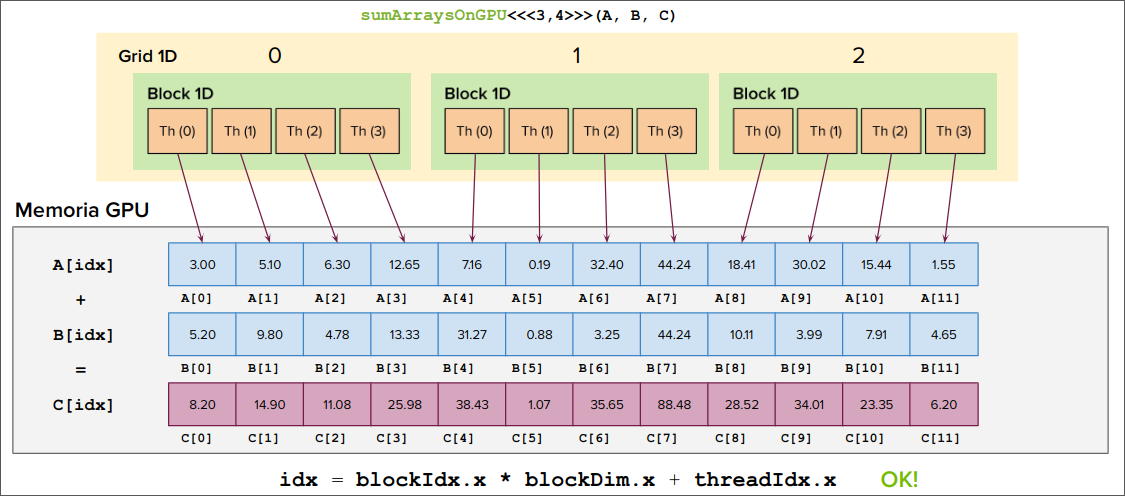 sumArraysOnGPU<<<3,4>>>(A, B, C)
Grid 1D 0 1 2
Block 1D Block 1D Block 1D
Th (0) Th (1) Th (2) Th (3) Th (0) Th (1) Th (2) Th (3) Th (0) Th (1) Th (2) Th (3)
Memoria GPU
A[idx] 3.00 5.10 6.30 12.65 7.16 0.19 32.40 44.24 18.41 30.02 15.44 1.55
+ A[0] A[1] A[2] A[3] A[4] A[5] A[6] A[7] A[8] A[9] A[10] A[11]
B[idx] 5.20 9.80 4.78 13.33 31.27 0.88 3.25 44.24 10.11 3.99 7.91 4.65
= B[0] B[1] B[2] B[3] B[4] B[5] B[6] B[7] B[8] B[9] B[10] B[11]
C[idx] 8.20 14.90 11.08 25.98 38.43 1.07 35.65 88.48 28.52 34.01 23.35 6.20
C[0] C[1] C[2] C[3] C[4] C[5] C[6] C[7] C[8] C[9] C[10] C[11]
idx = blockIdx.x * blockDim.x + threadIdx.x OK!